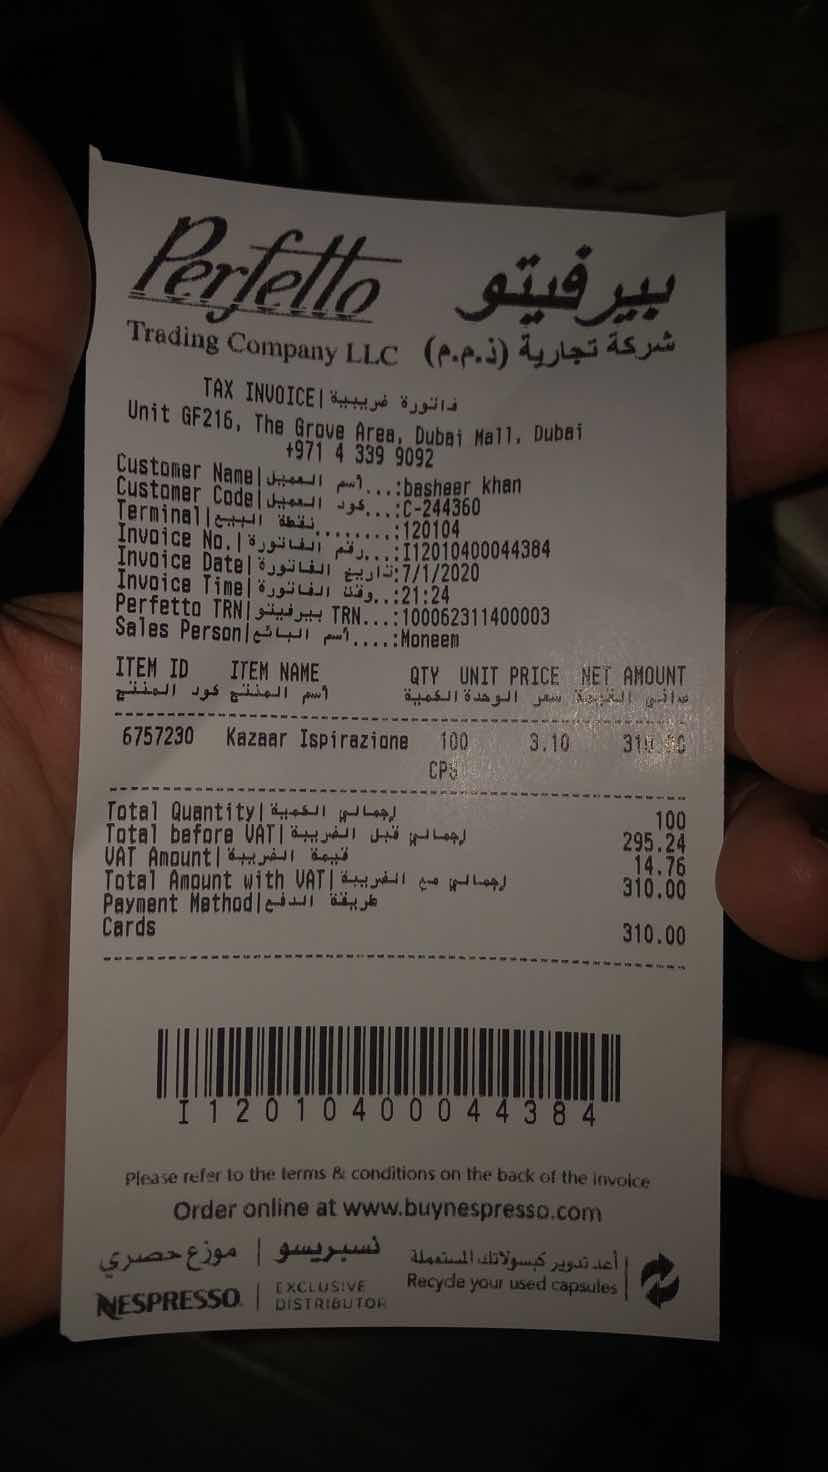 Perfetto بيرفيتو
Trading Company LLC شركة تجارية (ذ.م.م)
TAX INVOICE|فاتورة ضريبية
Unit GF216, The Grove Area, Dubai Mall, Dubai
+971 4 339 9092
Customer Name|اسم العميل...:basheer khan
Customer Code|كود العميل...:C-244360
Terminal|نقطة البيع........:120104
Invoice No.|رقم الفاتورة...:I12010400044384
Invoice Date|تاريخ الفاتورة:7/1/2020
Invoice Time|وقت الفاتورة..:21:24
Perfetto TRN|بيرفيتو TRN...:100062311400003
Sales Person|اسم البائع....:Moneem
ITEM ID ITEM NAME QTY UNIT PRICE NET AMOUNT
كود المنتج اسم المنتج الكمية سعر الوحدة صافي القيمة
6757230 Kazaar Ispirazione 100 3.10 310.00
CPS
Total Quantity|إجمالي الكمية 100
Total before VAT|إجمالي قبل الضريبة 295.24
VAT Amount|قيمة الضريبة 14.76
Total Amount with VAT|إجمالي مع الضريبة 310.00
Payment Method|طريقة الدفع
Cards 310.00
I12010400044384
Please refer to the terms & conditions on the back of the invoice
Order online at www.buynespresso.com
نسبريسو | موزع حصري
NESPRESSO | EXCLUSIVE DISTRIBUTOR
أعد تدوير كبسولاتك المستعملة
Recycle your used capsules